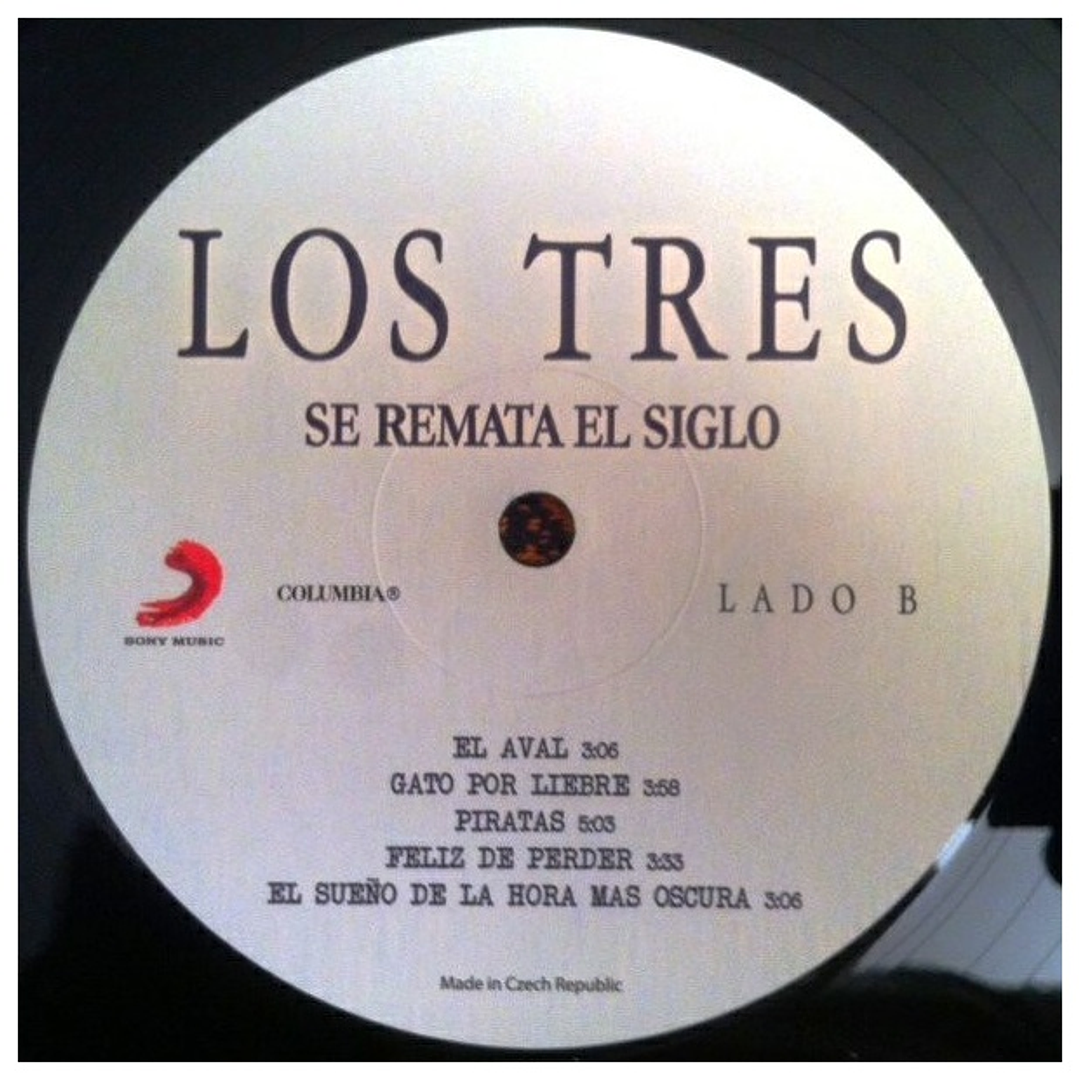 LOS TRES
SE REMATA EL SIGLO
SONY MUSIC
COLUMBIA®
LADO B
EL AVAL 3:06
GATO POR LIEBRE 3:58
PIRATAS 5:03
FELIZ DE PERDER 3:33
EL SUEÑO DE LA HORA MAS OSCURA 3:06
Made in Czech Republic